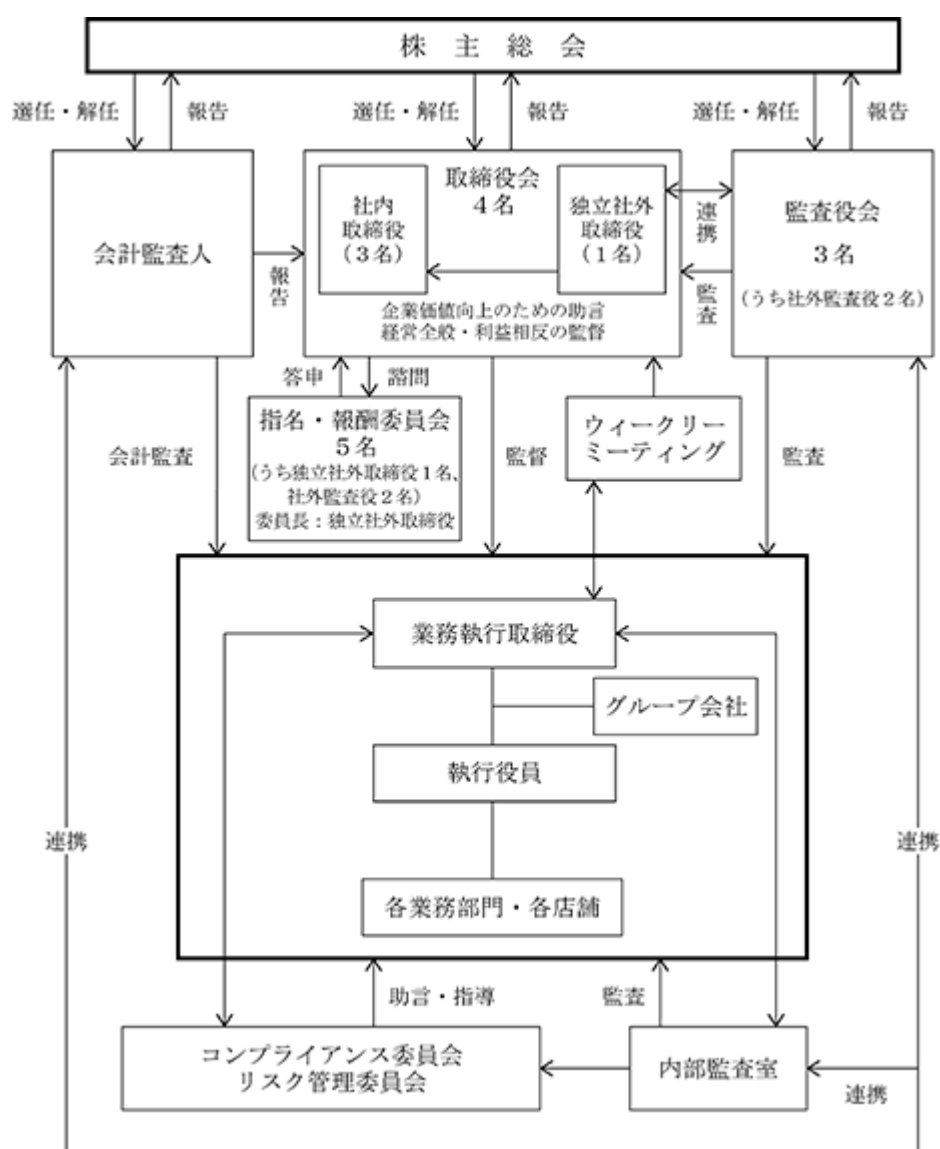 株主総会
選任・解任
報告
選任・解任
報告
選任・解任
報告
会計監査人
報告
取締役会
4名
社内
取締役
(3名)
独立社外
取締役
(1名)
企業価値向上のための助言
経営全般・利益相反の監督
連携
監査
監査役会
3名
(うち社外監査役2名)
答申
諮問
会計監査
指名・報酬委員会
5名
(うち独立社外取締役1名、
社外監査役2名)
委員長:独立社外取締役
監督
ウィークリー
ミーティング
監査
業務執行取締役
グループ会社
執行役員
連携
連携
各業務部門・各店舗
助言・指導
監査
コンプライアンス委員会
リスク管理委員会
内部監査室
連携